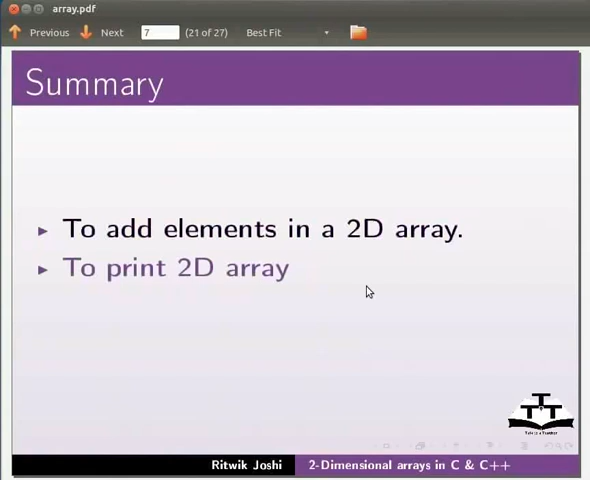 array.pdf
Previous Next 7 (21 of 27) Best Fit
Summary
To add elements in a 2D array.
To print 2D array
TTT
Ritwik Joshi 2-Dimensional arrays in C & C++